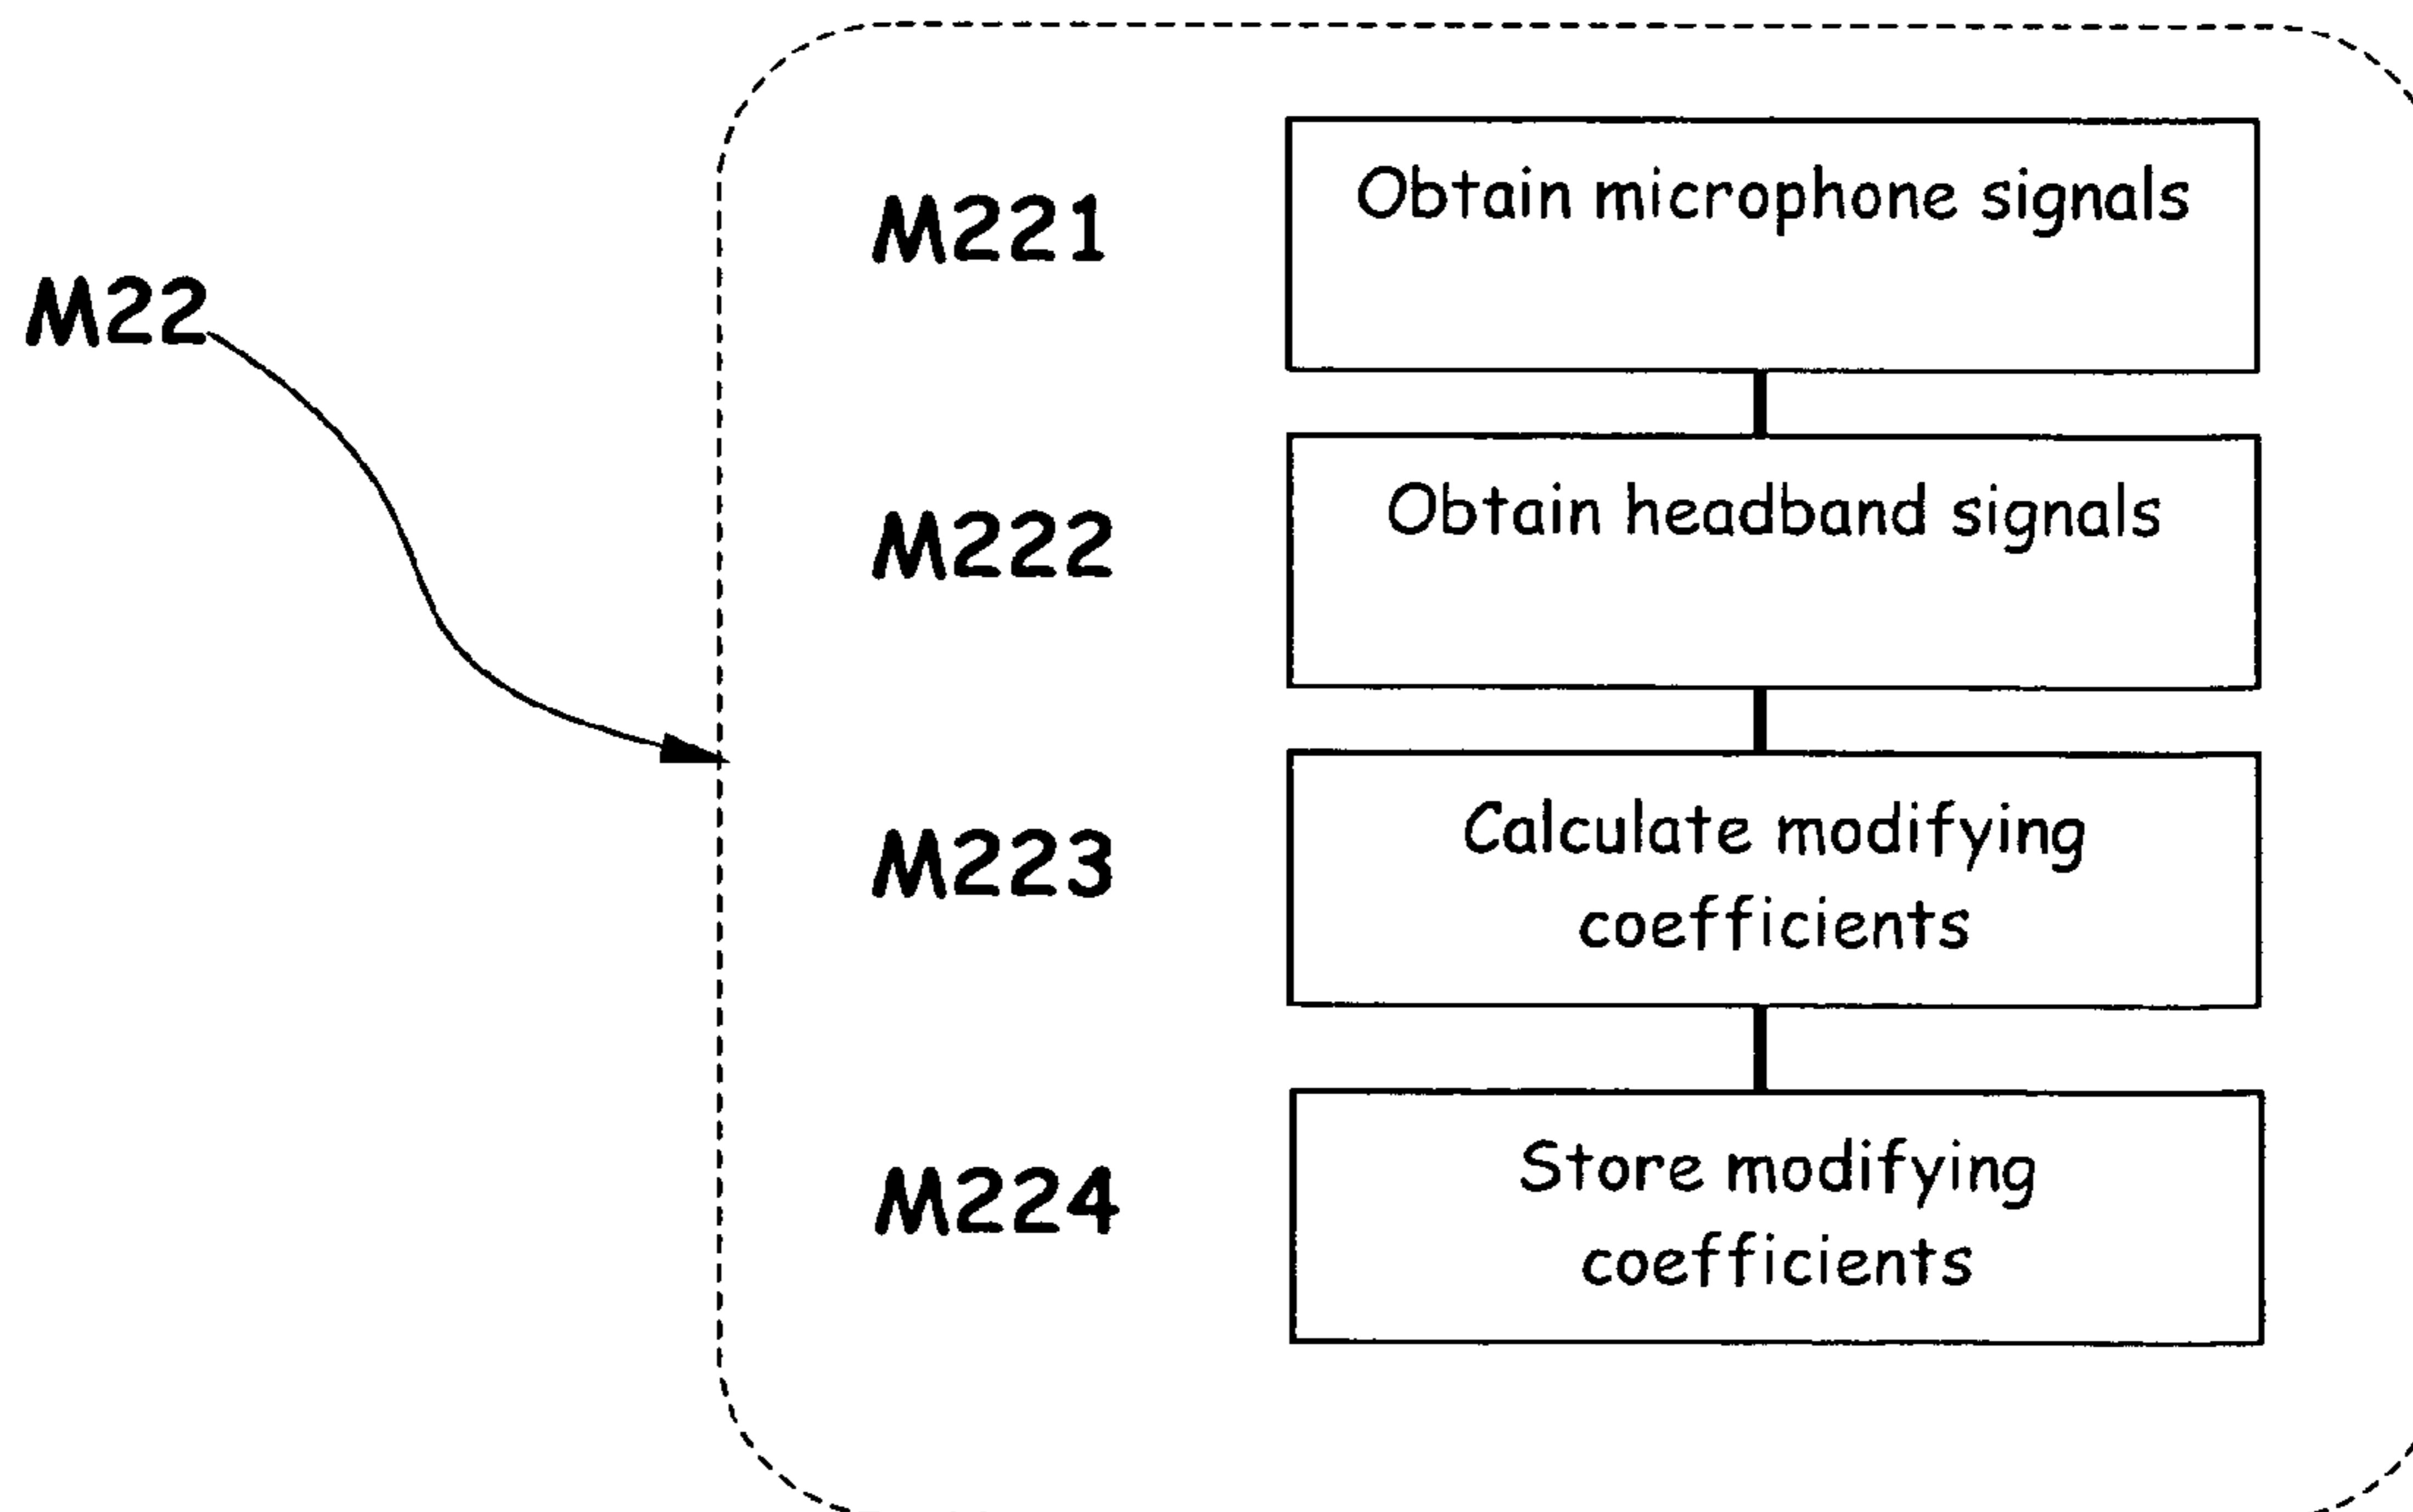 M22
M221
Obtain microphone signals
M222
Obtain headband signals
M223
Calculate modifying
coefficients
M224
Store modifying
coefficients